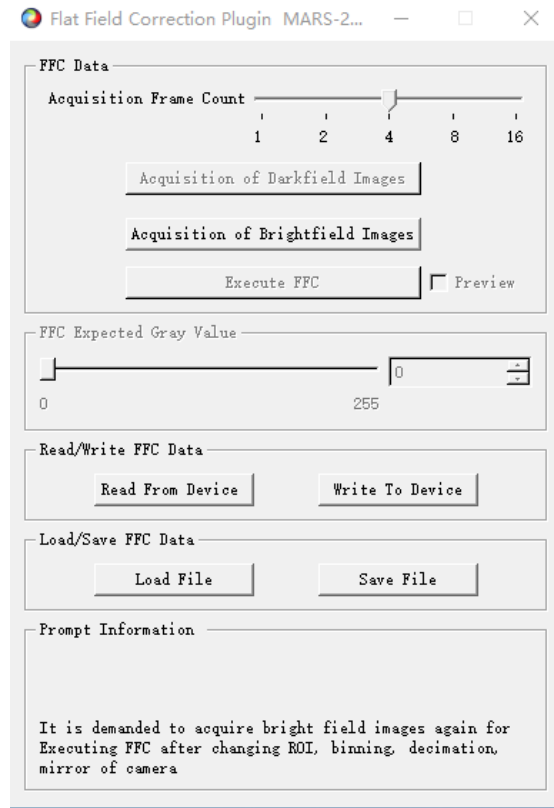 Flat Field Correction Plugin MARS-2...
FFC Data
Acquisition Frame Count
1 2 4 8 16
Acquisition of Darkfield Images
Acquisition of Brightfield Images
Execute FFC Preview
FFC Expected Gray Value
0
0 255
Read/Write FFC Data
Read From Device Write To Device
Load/Save FFC Data
Load File Save File
Prompt Information
It is demanded to acquire bright field images again for
Executing FFC after changing ROI, binning, decimation,
mirror of camera